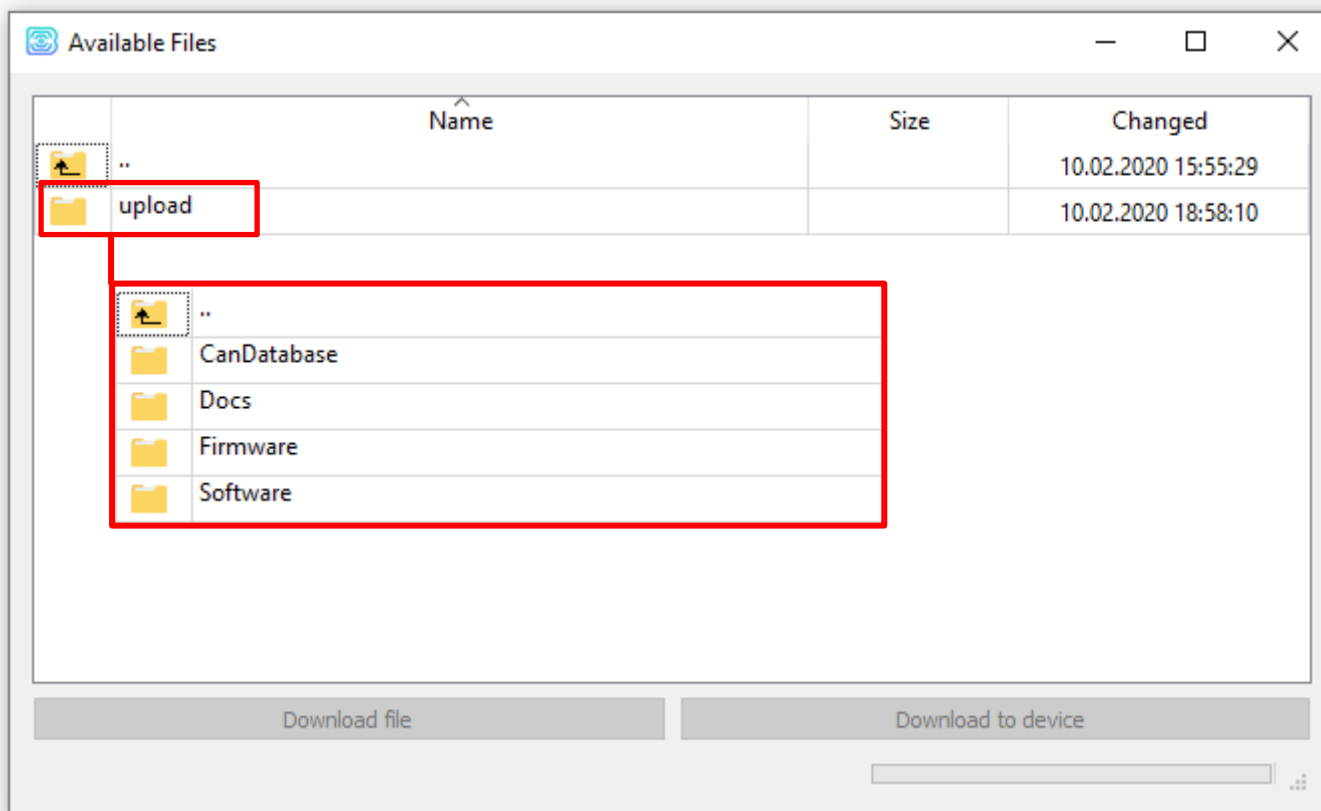 Available Files
Name Size Changed
.. 10.02.2020 15:55:29
upload 10.02.2020 18:58:10
..
CanDatabase
Docs
Firmware
Software
Download file Download to device